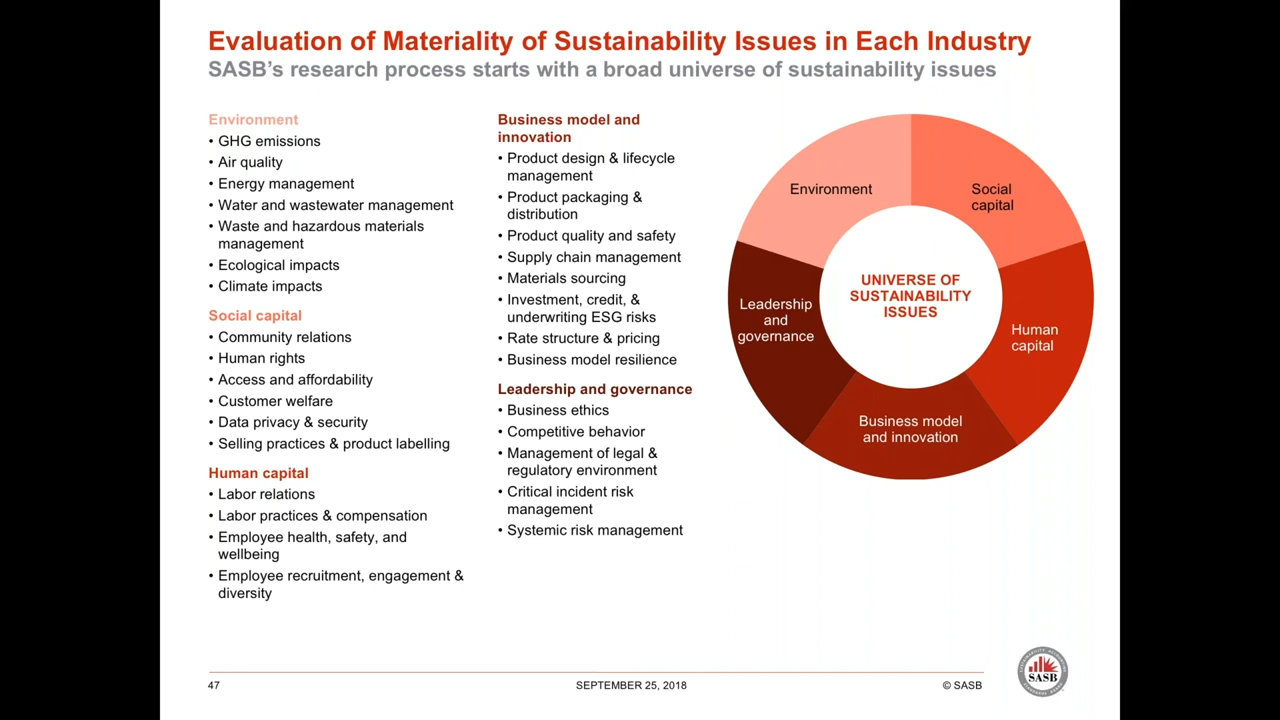 Evaluation of Materiality of Sustainability Issues in Each Industry
SASB's research process starts with a broad universe of sustainability issues
Environment
• GHG emissions
• Air quality
• Energy management
• Water and wastewater management
• Waste and hazardous materials
management
• Ecological impacts
• Climate impacts
Social capital
• Community relations
• Human rights
• Access and affordability
• Customer welfare
• Data privacy & security
• Selling practices & product labelling
Human capital
• Labor relations
• Labor practices & compensation
• Employee health, safety, and
wellbeing
• Employee recruitment, engagement &
diversity
Business model and
innovation
• Product design & lifecycle
management
• Product packaging &
distribution
• Product quality and safety
• Supply chain management
• Materials sourcing
• Investment, credit, &
underwriting ESG risks
• Rate structure & pricing
• Business model resilience
Leadership and governance
• Business ethics
• Competitive behavior
• Management of legal &
regulatory environment
• Critical incident risk
management
• Systemic risk management
Environment
Social
capital
Human
capital
Business model
and innovation
Leadership
and
governance
UNIVERSE OF
SUSTAINABILITY
ISSUES
47
SEPTEMBER 25, 2018
© SASB
SASB